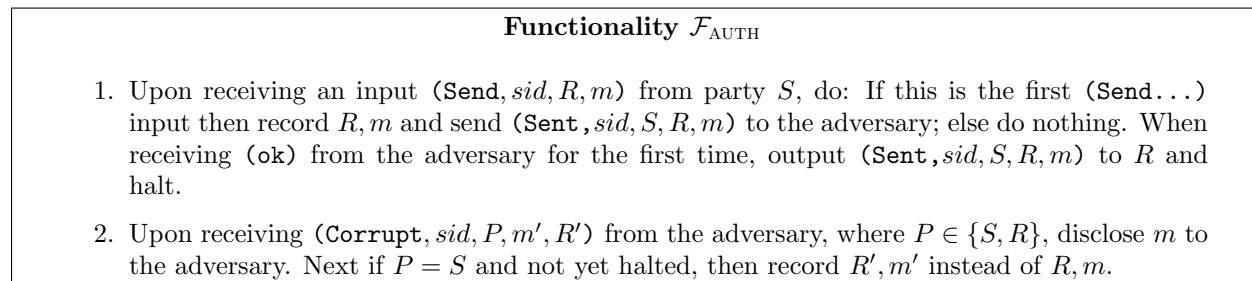 Functionality F_AUTH
1. Upon receiving an input (Send, sid, R, m) from party S, do: If this is the first (Send...)
input then record R, m and send (Sent, sid, S, R, m) to the adversary; else do nothing. When
receiving (ok) from the adversary for the first time, output (Sent, sid, S, R, m) to R and
halt.
2. Upon receiving (Corrupt, sid, P, m′, R′) from the adversary, where P ∈ {S, R}, disclose m to
the adversary. Next if P = S and not yet halted, then record R′, m′ instead of R, m.